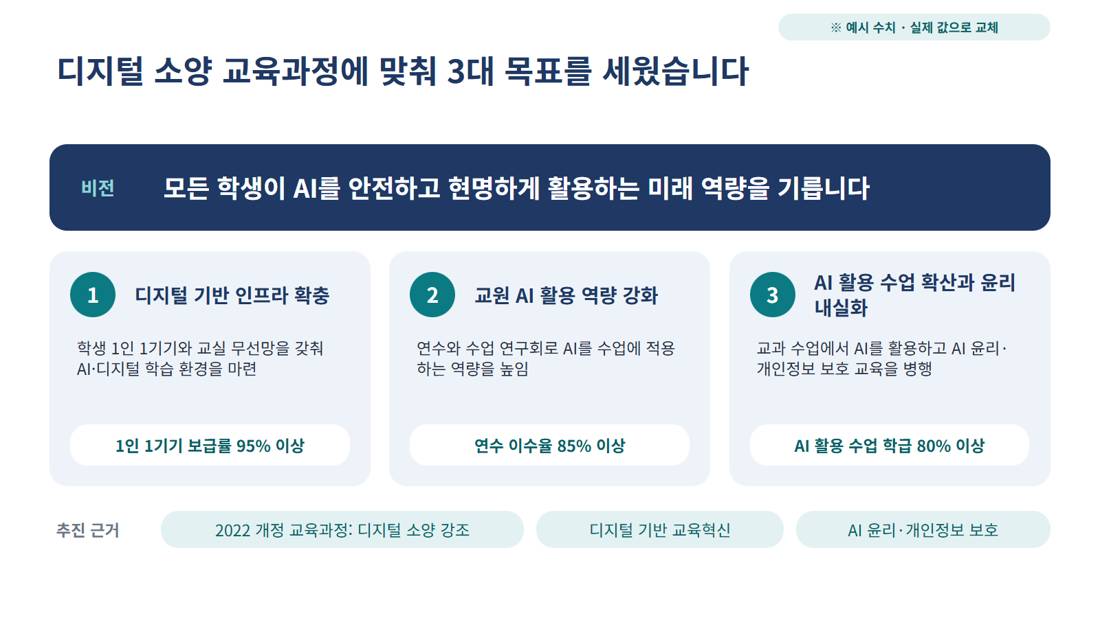 ※ 예시 수치 · 실제 값으로 교체
디지털 소양 교육과정에 맞춰 3대 목표를 세웠습니다
비전
모든 학생이 AI를 안전하고 현명하게 활용하는 미래 역량을 기릅니다
1
디지털 기반 인프라 확충
학생 1인 1기기와 교실 무선망을 갖춰
AI·디지털 학습 환경을 마련
1인 1기기 보급률 95% 이상
2
교원 AI 활용 역량 강화
연수와 수업 연구회로 AI를 수업에 적용
하는 역량을 높임
연수 이수율 85% 이상
3
AI 활용 수업 확산과 윤리
내실화
교과 수업에서 AI를 활용하고 AI 윤리·
개인정보 보호 교육을 병행
AI 활용 수업 학급 80% 이상
추진 근거
2022 개정 교육과정: 디지털 소양 강조
디지털 기반 교육혁신
AI 윤리·개인정보 보호